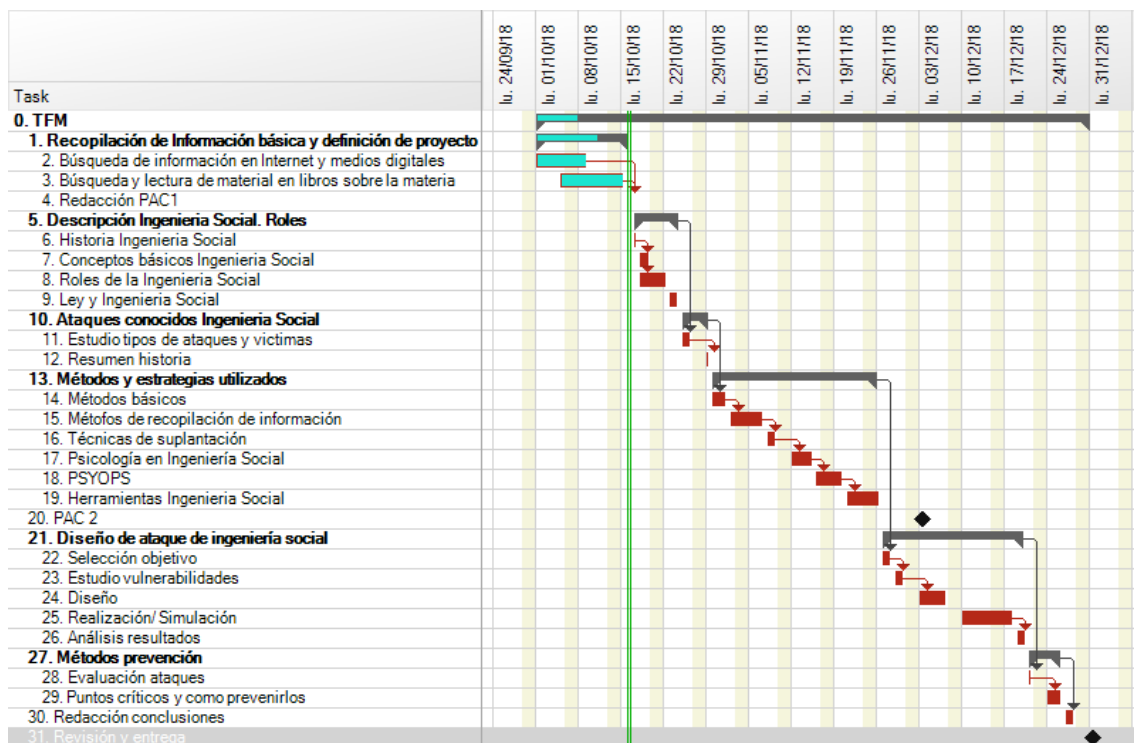 lu. 24/09/18
lu. 01/10/18
lu. 08/10/18
lu. 15/10/18
lu. 22/10/18
lu. 29/10/18
lu. 05/11/18
lu. 12/11/18
lu. 19/11/18
lu. 26/11/18
lu. 03/12/18
lu. 10/12/18
lu. 17/12/18
lu. 24/12/18
lu. 31/12/18
Task
0. TFM
1. Recopilación de Información básica y definición de proyecto
2. Búsqueda de información en Internet y medios digitales
3. Búsqueda y lectura de material en libros sobre la materia
4. Redacción PAC1
5. Descripción Ingenieria Social. Roles
6. Historia Ingenieria Social
7. Conceptos básicos Ingenieria Social
8. Roles de la Ingenieria Social
9. Ley y Ingenieria Social
10. Ataques conocidos Ingenieria Social
11. Estudio tipos de ataques y victimas
12. Resumen historia
13. Métodos y estrategias utilizados
14. Métodos básicos
15. Métofos de recopilación de información
16. Técnicas de suplantación
17. Psicología en Ingeniería Social
18. PSYOPS
19. Herramientas Ingenieria Social
20. PAC 2
21. Diseño de ataque de ingeniería social
22. Selección objetivo
23. Estudio vulnerabilidades
24. Diseño
25. Realización/ Simulación
26. Análisis resultados
27. Métodos prevención
28. Evaluación ataques
29. Puntos críticos y como prevenirlos
30. Redacción conclusiones
31. Revisión y entrega